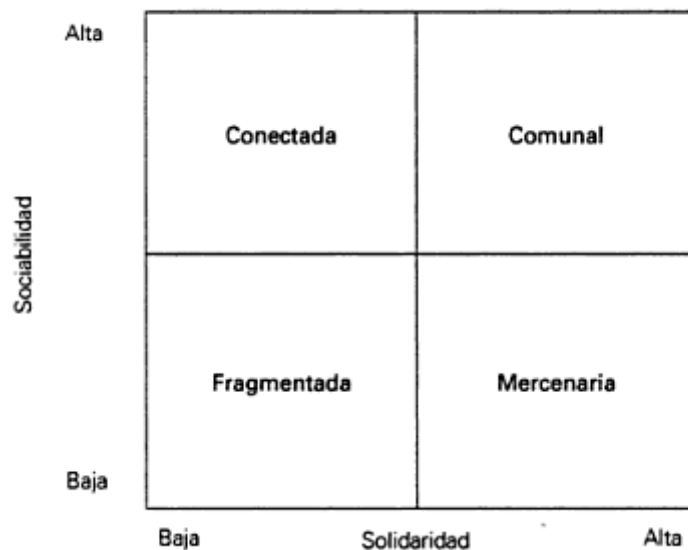 Alta
Conectada Comunal
Sociabilidad
Fragmentada Mercenaria
Baja
Baja Solidaridad Alta